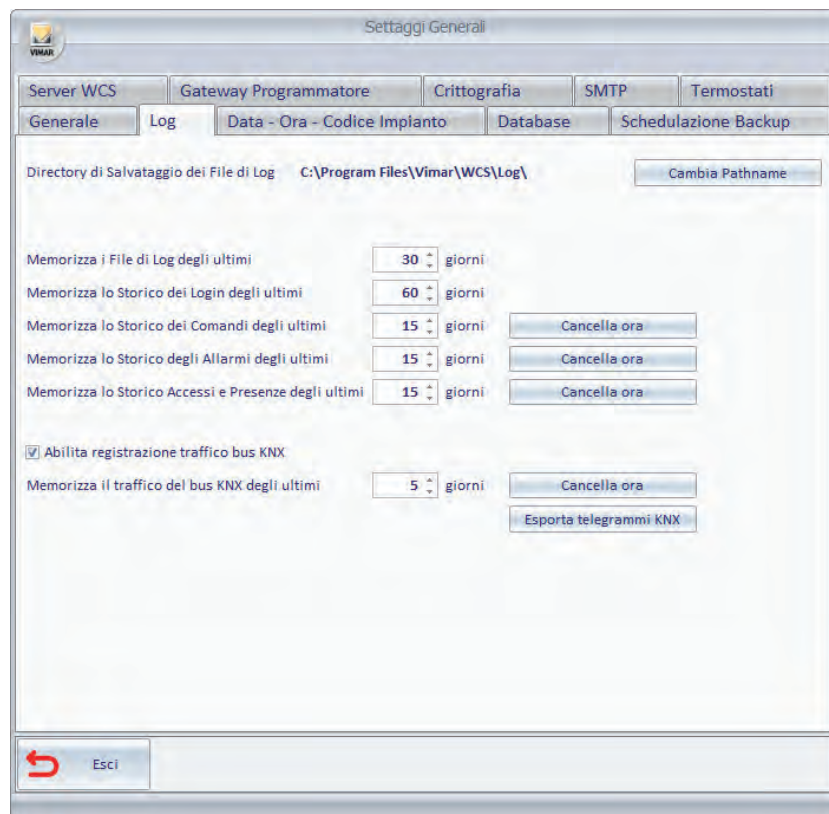 Settaggi Generali
VIMAR
Server WCS Gateway Programmatore Crittografia SMTP Termostati
Generale Log Data - Ora - Codice Impianto Database Schedulazione Backup
Directory di Salvataggio dei File di Log C:\Program Files\Vimar\WCS\Log\ Cambia Pathname
Memorizza i File di Log degli ultimi 30 giorni
Memorizza lo Storico dei Login degli ultimi 60 giorni
Memorizza lo Storico dei Comandi degli ultimi 15 giorni Cancella ora
Memorizza lo Storico degli Allarmi degli ultimi 15 giorni Cancella ora
Memorizza lo Storico Accessi e Presenze degli ultimi 15 giorni Cancella ora
Abilita registrazione traffico bus KNX
Memorizza il traffico del bus KNX degli ultimi 5 giorni Cancella ora
Esporta telegrammi KNX
Esci